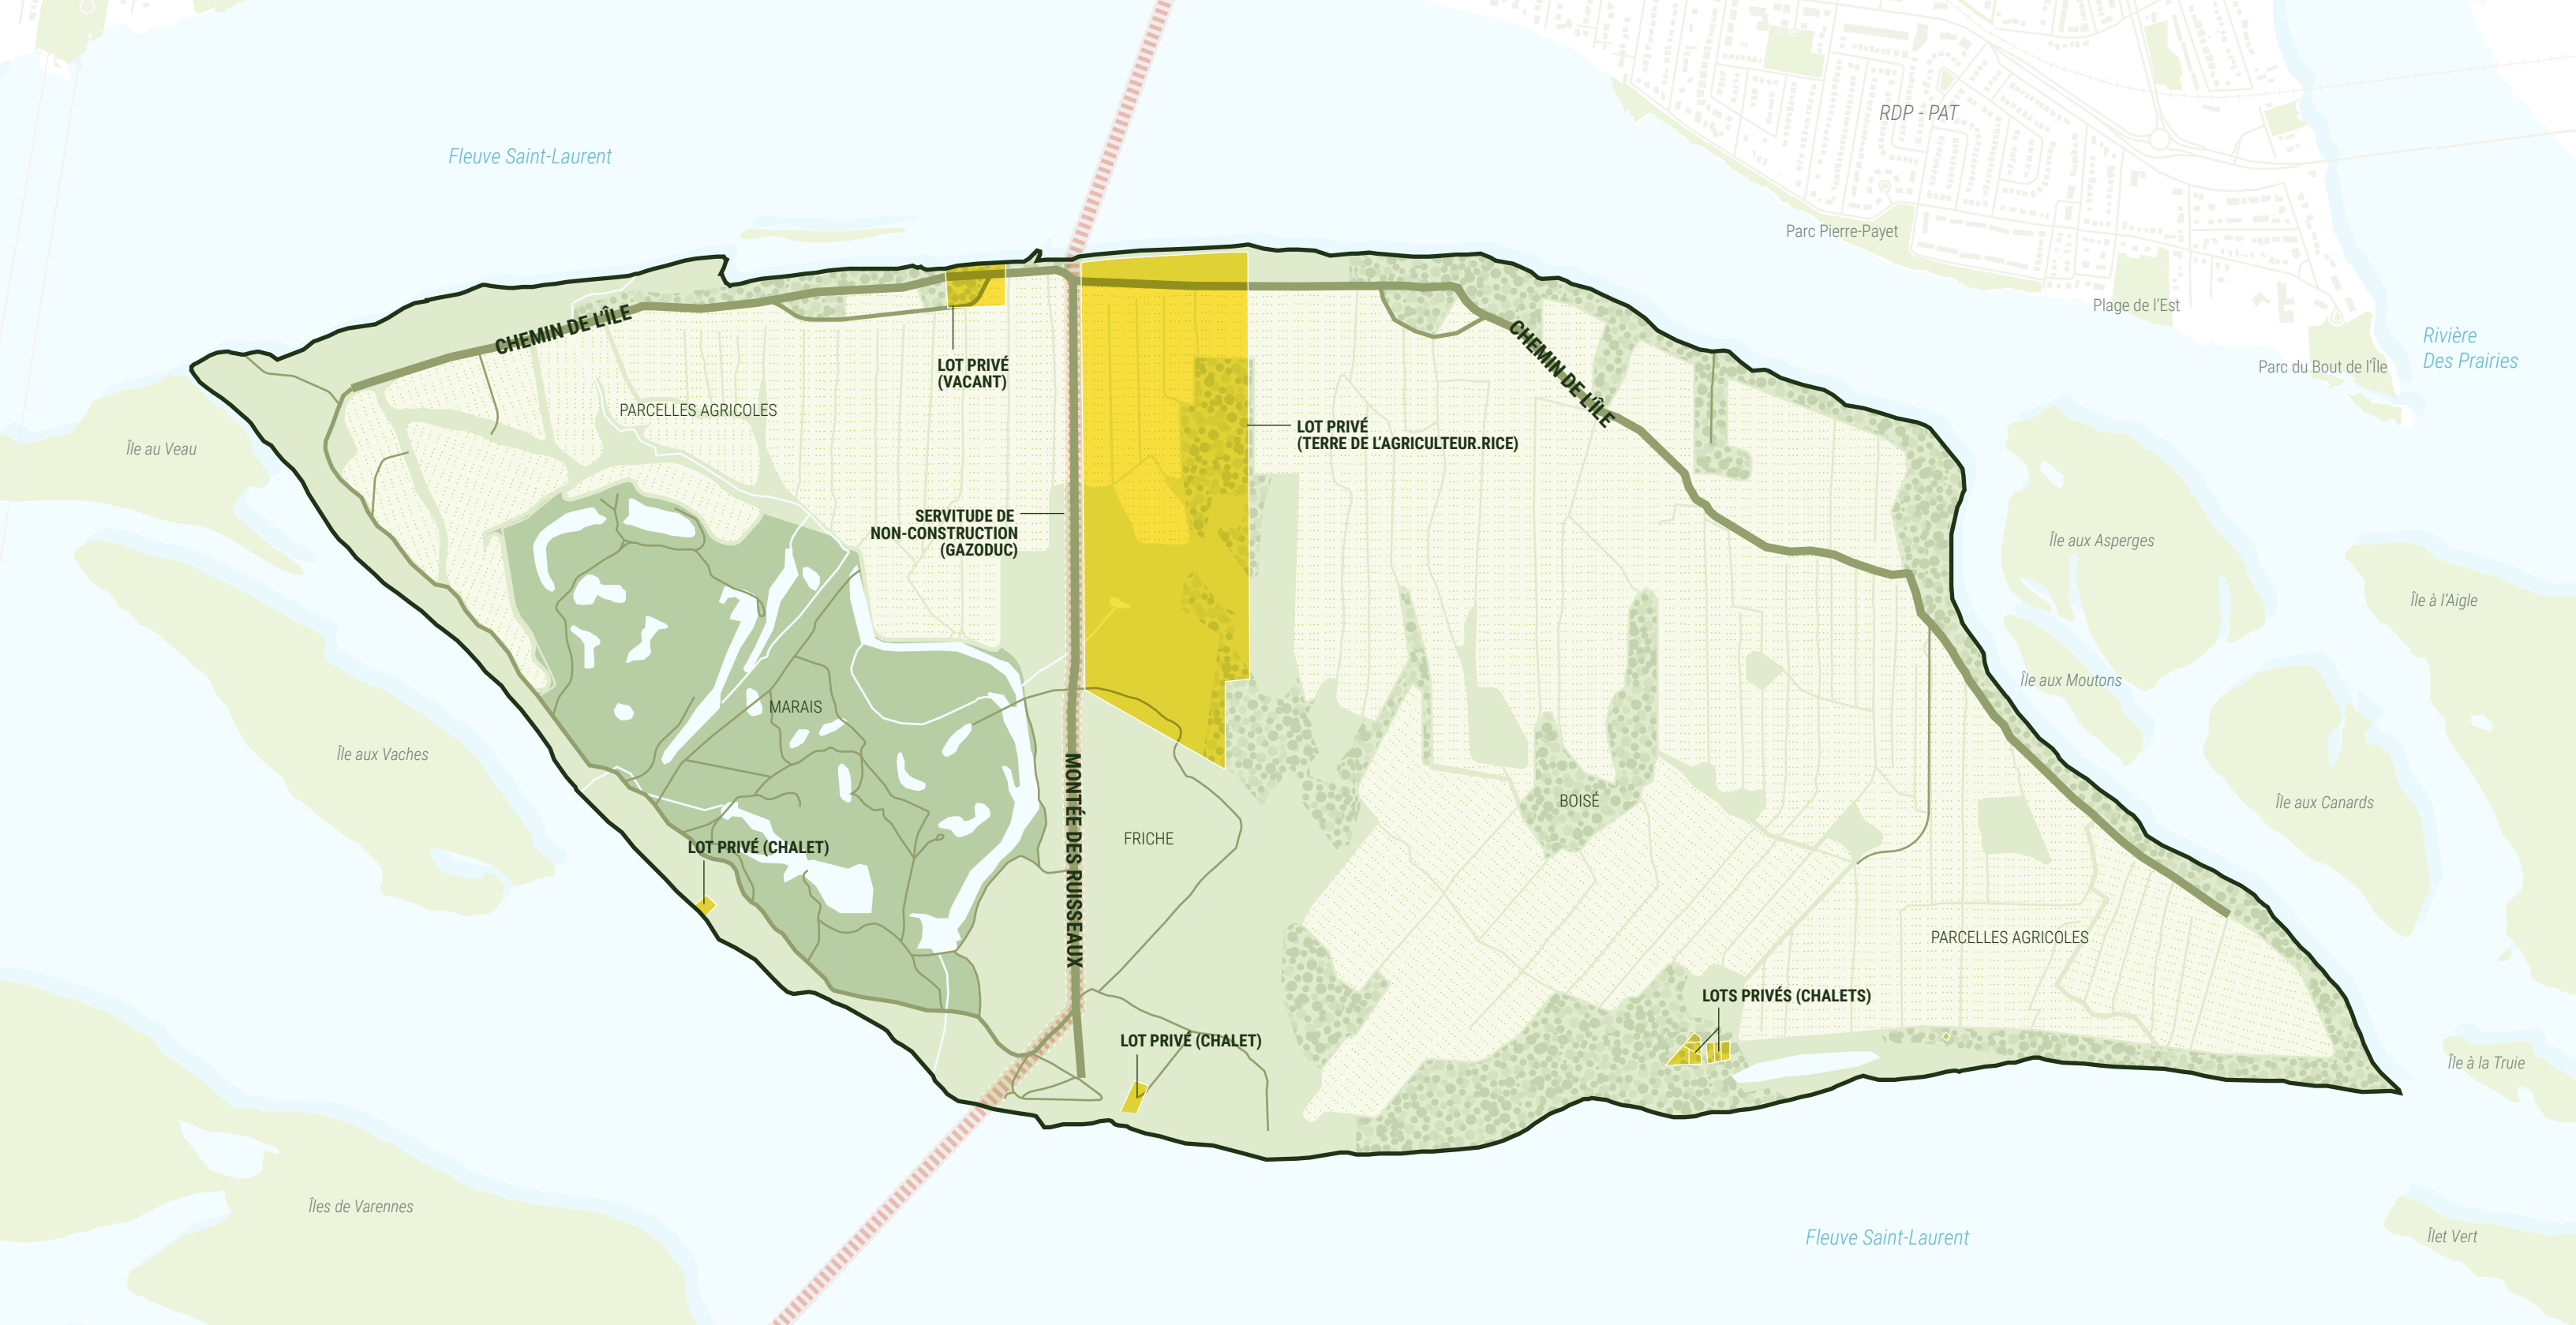 RDP - PAT
Fleuve Saint-Laurent
Parc Pierre-Payet
Plage de l'Est
Rivière
Des Prairies
Parc du Bout de l'Île
CHEMIN DE L'ÎLE
CHEMIN DE L'ÎLE
LOT PRIVÉ
(VACANT)
PARCELLES AGRICOLES
LOT PRIVÉ
(TERRE DE L'AGRICULTEUR.RICE)
Île au Veau
SERVITUDE DE
NON-CONSTRUCTION
(GAZODUC)
Île aux Asperges
Île à l'Aigle
Île aux Moutons
MARAIS
Île aux Vaches
MONTÉE DES RUISSEAUX
BOISÉ
Île aux Canards
FRICHE
LOT PRIVÉ (CHALET)
PARCELLES AGRICOLES
LOTS PRIVÉS (CHALETS)
LOT PRIVÉ (CHALET)
Île à la Truie
Îles de Varennes
Fleuve Saint-Laurent
Îlet Vert